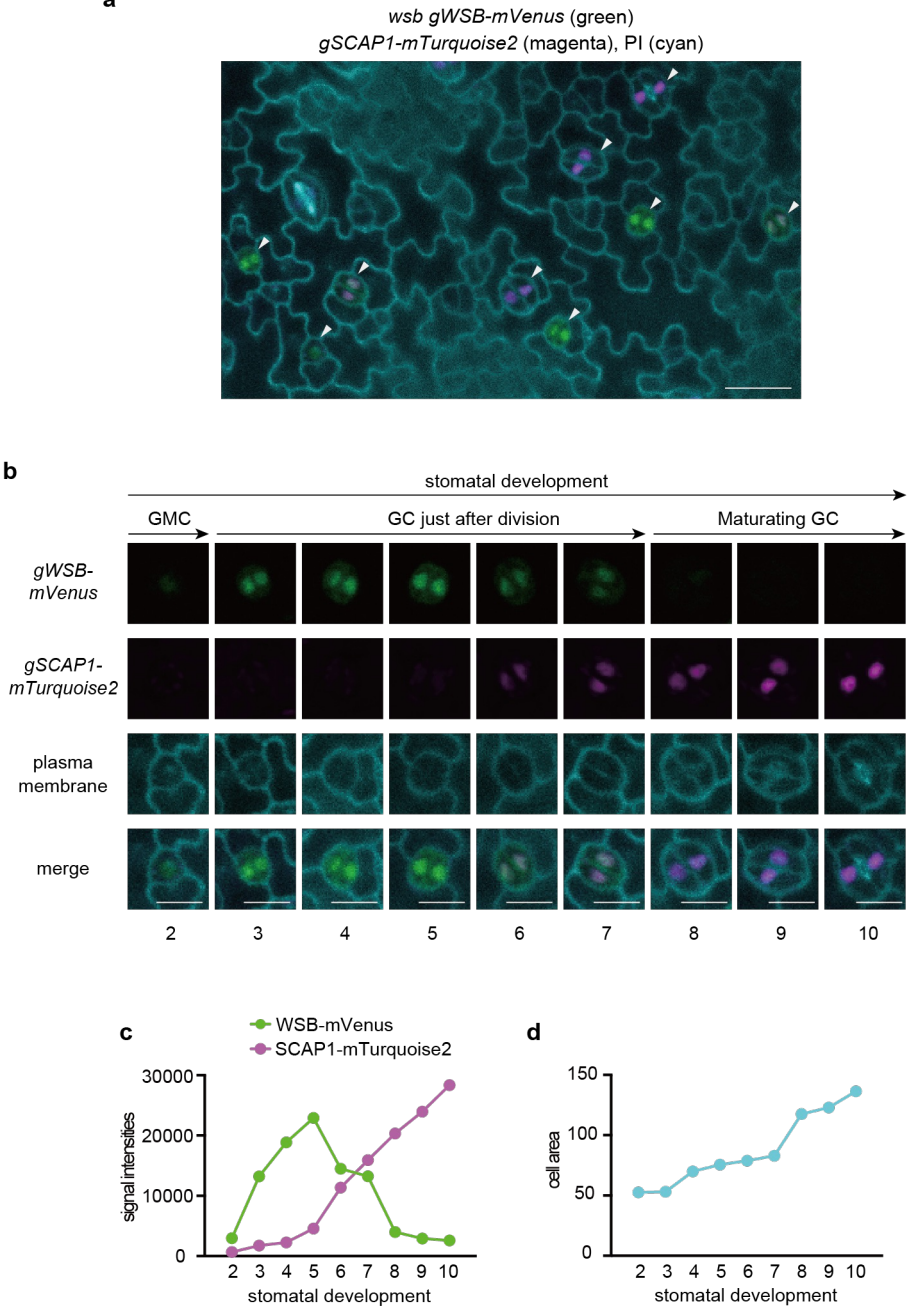 a
wsb gWSB-mVenus (green)
gSCAP1-mTurquoise2 (magenta), PI (cyan)
b
stomatal development
GMC
GC just after division
Maturating GC
gWSB-
mVenus
gSCAP1-
mTurquoise2
plasma
membrane
merge
2 3 4 5 6 7 8 9 10
c
WSB-mVenus
SCAP1-mTurquoise2
signal intensities
30000
20000
10000
0
2 3 4 5 6 7 8 9 10
stomatal development
d
cell area
150
100
50
0
2 3 4 5 6 7 8 9 10
stomatal development